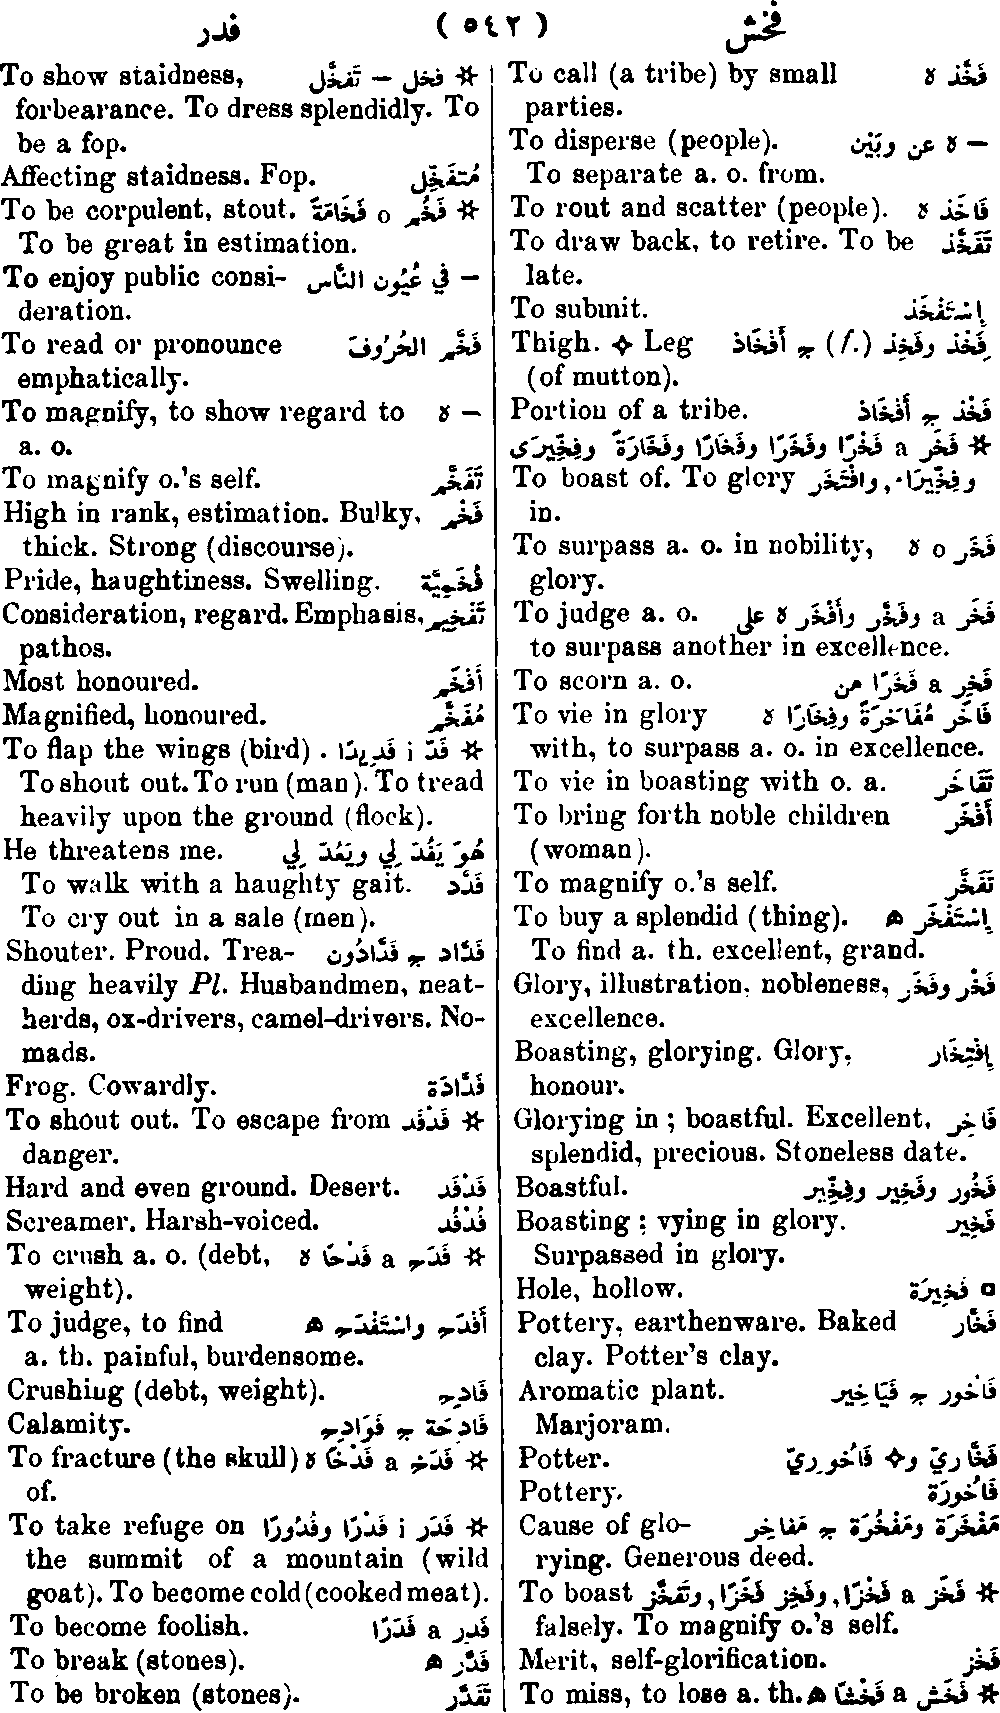 فدر (٥٤٢) فخش
To call (a tribe) by small فَخَّذ ه
parties.
To disperse (people). — ه عن وبَيْن
To separate a. o. from.
To rout and scatter (people). فَاخَذ ه
To draw back, to retire. To be تَفَخَّذ
late.
To submit. إِسْتَفْخَذ
Thigh. ✧ Leg فَِخْذ وفَخِذ (f.) ج أَفْخَاذ
(of mutton).
Portion of a tribe. فَخْذ ج أَفْخَاذ
✲ فَخَر a فَخْرًا وفَخَرًا وفَخَارًا وفَخَارَةً وفِخِّيرَى
To boast of. To glory وفِخِّيرَاء, وافْتَخَر
in.
To surpass a. o. in nobility, فَخَر o ه
glory.
To judge a. o. فَخَر a وفَخَّر وأَفْخَر ه على
to surpass another in excellence.
To scorn a. o. فَخِر a فَخَرًا من
To vie in glory فَاخَر مُفَاخَرَةً وفِخَارًا ه
with, to surpass a. o. in excellence.
To vie in boasting with o. a. تَفَاخَر
To bring forth noble children أَفْخَر
(woman).
To magnify o.'s self. تَفَخَّر
To buy a splendid (thing). إِسْتَفْخَر ه
To find a. th. excellent, grand.
Glory, illustration, nobleness, فَخْر وفَخَر
excellence.
Boasting, glorying. Glory, إِفْتِخَار
honour.
Glorying in ; boastful. Excellent, فَاخِر
splendid, precious. Stoneless date.
Boastful. فَخُور وفَخِير وفِخِّير
Boasting ; vying in glory. فَخِير
Surpassed in glory.
Hole, hollow. ▫ فَخِيرَة
Pottery, earthenware. Baked فَخَّار
clay. Potter's clay.
Aromatic plant. فَاخُور ج فَيَاخِير
Marjoram.
Potter. فَخَّارِيّ و✧ فَاخُورِيّ
Pottery. فَاخُورَة
Cause of glo- مَفْخَرَة ومَفْخُرَة ج مَفَاخِر
rying. Generous deed.
To boast ✲ فَخَز a فَخْزًا, وفَخِز فَخَزًا, وتَفَخَّز
falsely. To magnify o.'s self.
Merit, self-glorification. فَخْز
To miss, to lose a. th. ✲ فَخَش a فَخْشًا ه
To show staidness, ✲ فخل — تَفَخَّل
forbearance. To dress splendidly. To
be a fop.
Affecting staidness. Fop. مُتَفَخِّل
To be corpulent, stout. ✲ فَخُم o فَخَامَةً
To be great in estimation.
To enjoy public consi- — في عُيُون النَّاس
deration.
To read or pronounce فَخَّم الحُرُوفَ
emphatically.
To magnify, to show regard to — ه
a. o.
To magnify o.'s self. تَفَخَّم
High in rank, estimation. Bulky, فَخْم
thick. Strong (discourse).
Pride, haughtiness. Swelling. فُخَمِيَّة
Consideration, regard. Emphasis, تَفْخِيم
pathos.
Most honoured. أَفْخَم
Magnified, honoured. مُفَخَّم
To flap the wings (bird). ✲ فَدّ i فَدِيدًا
To shout out. To run (man). To tread
heavily upon the ground (flock).
He threatens me. هُوَ يَفُدّ لِي ويَعُدّ لِي
To walk with a haughty gait. فَدَّد
To cry out in a sale (men).
Shouter. Proud. Trea- فَدَّاد ج فَدَّادُون
ding heavily Pl. Husbandmen, neat-
herds, ox-drivers, camel-drivers. No-
mads.
Frog. Cowardly. فَدَّادَة
To shout out. To escape from ✲ فَدْفَد
danger.
Hard and even ground. Desert. فَدْفَد
Screamer. Harsh-voiced. فُدْفُد
To crush a. o. (debt, ✲ فَدَح a فَدْحًا ه
weight).
To judge, to find أَفْدَح واسْتَفْدَح ه
a. th. painful, burdensome.
Crushing (debt, weight). فَادِح
Calamity. فَادِحَة ج فَوَادِح
To fracture (the skull) ✲ فَدَخ a فَدْخًا ه
of.
To take refuge on ✲ فَدَر i فَدْرًا وفُدُورًا
the summit of a mountain (wild
goat). To become cold (cooked meat).
To become foolish. فَدِر a فَدَرًا
To break (stones). فَدَّر ه
To be broken (stones). تَفَدَّر